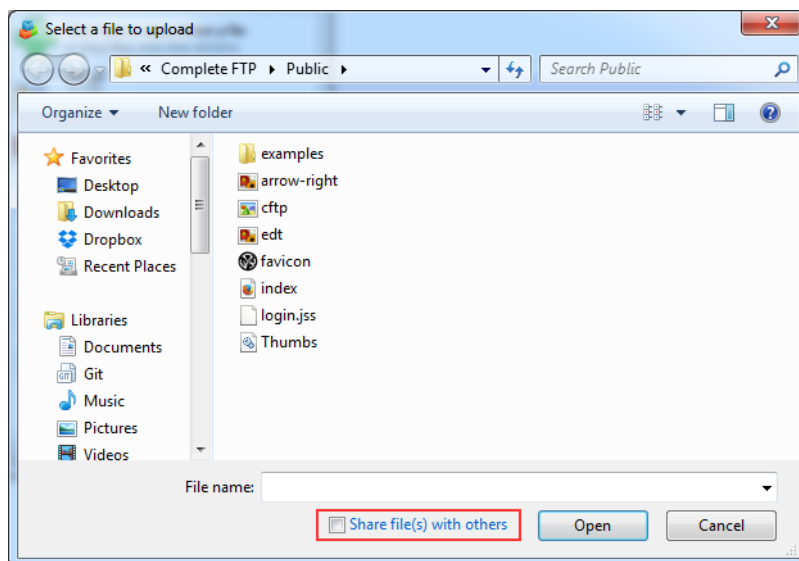 Select a file to upload
« Complete FTP ▸ Public ▸
Search Public
Organize
New folder
Favorites
Desktop
Downloads
Dropbox
Recent Places
Libraries
Documents
Git
Music
Pictures
Videos
examples
arrow-right
cftp
edt
favicon
index
login.jss
Thumbs
File name:
Share file(s) with others
Open
Cancel